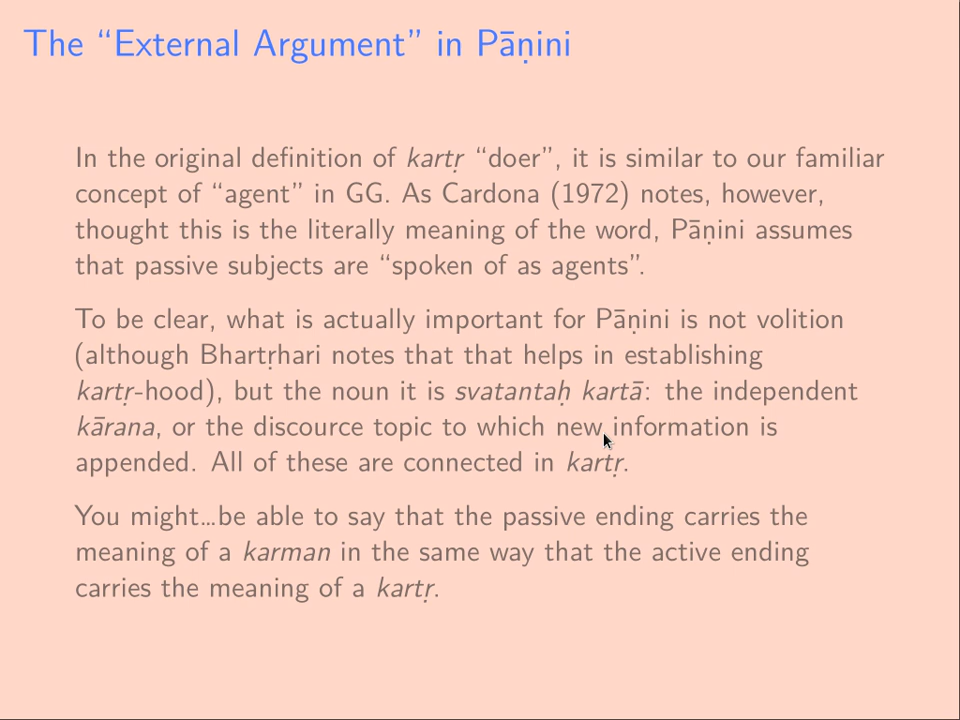 The “External Argument” in Pāṇini
In the original definition of kartṛ “doer”, it is similar to our familiar
concept of “agent” in GG. As Cardona (1972) notes, however,
thought this is the literally meaning of the word, Pāṇini assumes
that passive subjects are “spoken of as agents”.
To be clear, what is actually important for Pāṇini is not volition
(although Bhartṛhari notes that that helps in establishing
kartṛ-hood), but the noun it is svatantaḥ kartā: the independent
kārana, or the discource topic to which new information is
appended. All of these are connected in kartṛ.
You might…be able to say that the passive ending carries the
meaning of a karman in the same way that the active ending
carries the meaning of a kartṛ.